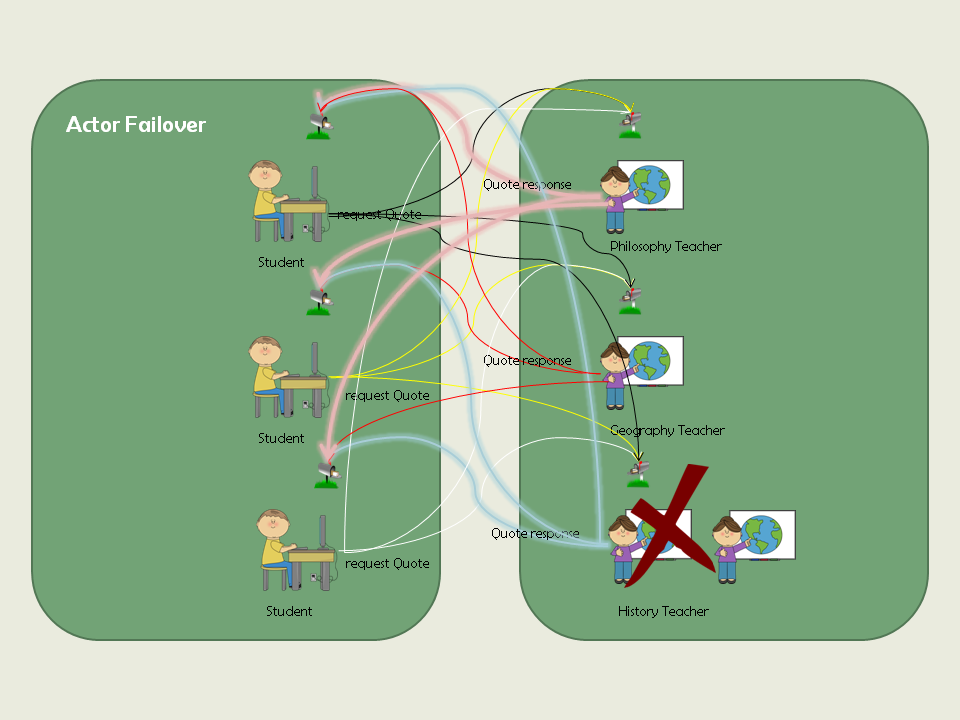 Actor Failover
Quote response
request Quote
Philosophy Teacher
Student
Quote response
request Quote
Geography Teacher
Student
Quote response
request Quote
Student
History Teacher